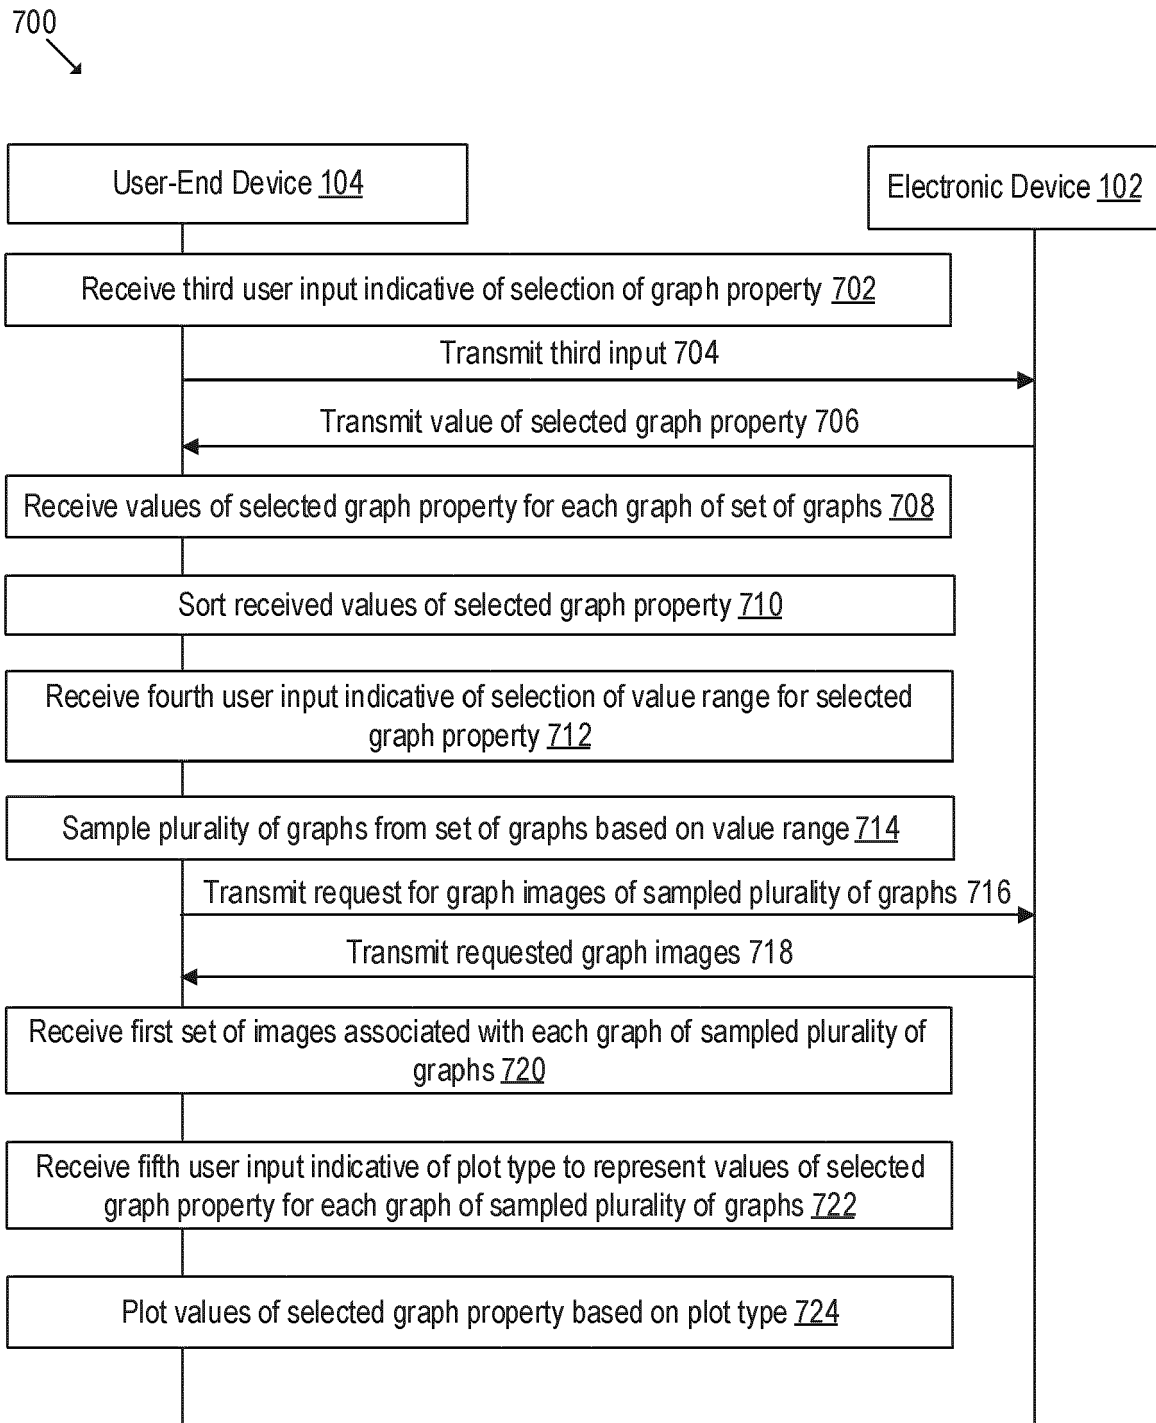 700
User-End Device 104
Electronic Device 102
Receive third user input indicative of selection of graph property 702
Transmit third input 704
Transmit value of selected graph property 706
Receive values of selected graph property for each graph of set of graphs 708
Sort received values of selected graph property 710
Receive fourth user input indicative of selection of value range for selected
graph property 712
Sample plurality of graphs from set of graphs based on value range 714
Transmit request for graph images of sampled plurality of graphs 716
Transmit requested graph images 718
Receive first set of images associated with each graph of sampled plurality of
graphs 720
Receive fifth user input indicative of plot type to represent values of selected
graph property for each graph of sampled plurality of graphs 722
Plot values of selected graph property based on plot type 724